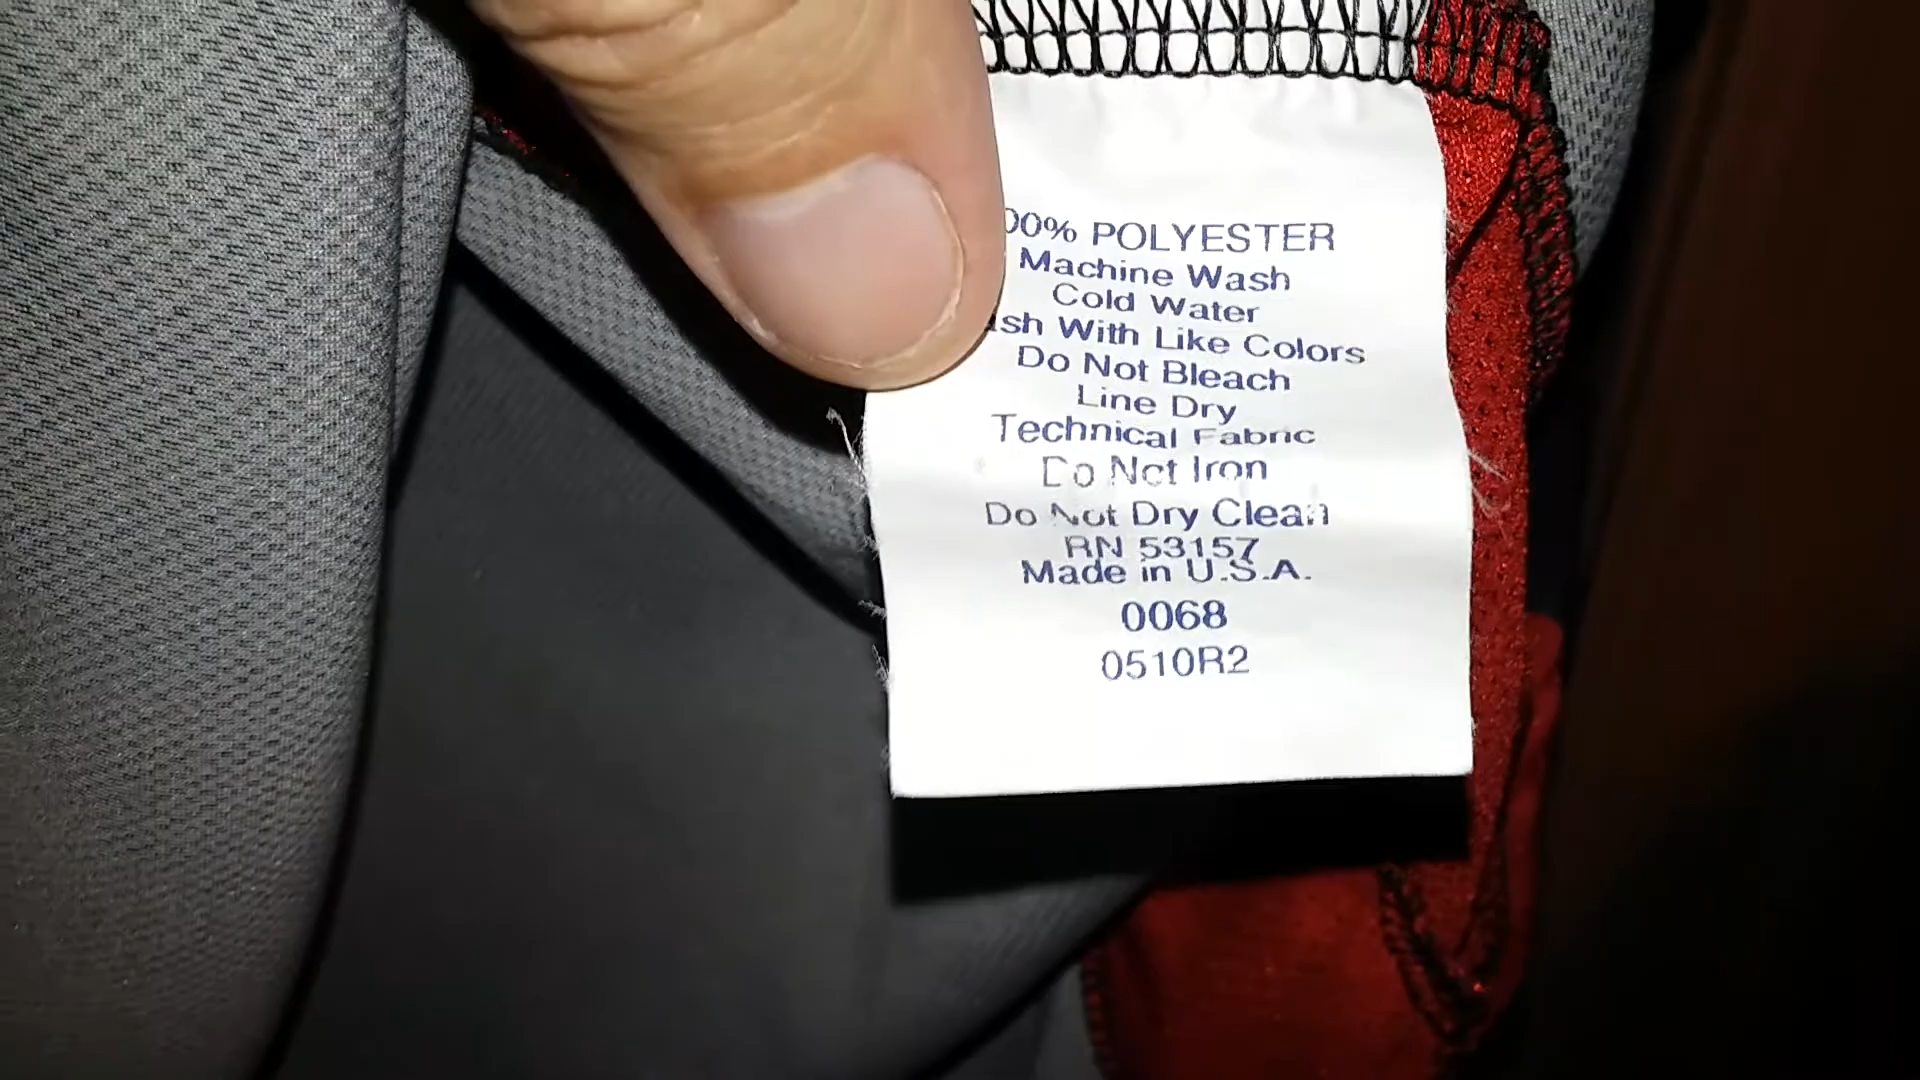 00% POLYESTER
Machine Wash
Cold Water
sh With Like Colors
Do Not Bleach
Line Dry
Technical Fabric
Do Not Iron
Do Not Dry Clean
RN 53157
Made in U.S.A.
0068
0510R2